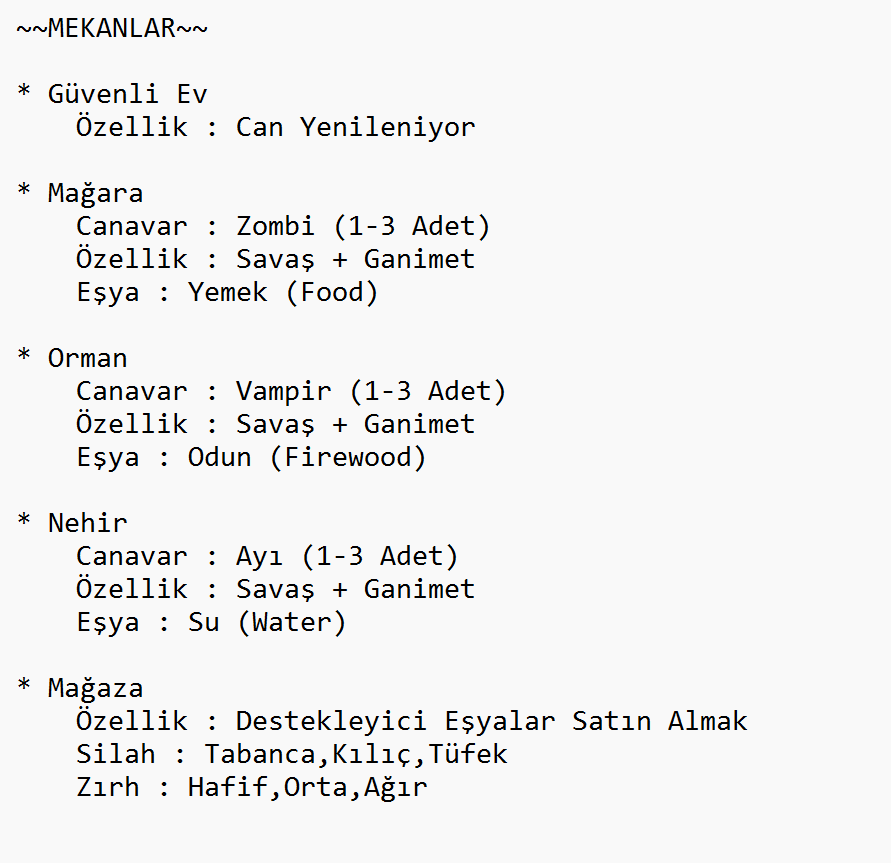 ~~MEKANLAR~~
* Güvenli Ev
Özellik : Can Yenileniyor
* Mağara
Canavar : Zombi (1-3 Adet)
Özellik : Savaş + Ganimet
Eşya : Yemek (Food)
* Orman
Canavar : Vampir (1-3 Adet)
Özellik : Savaş + Ganimet
Eşya : Odun (Firewood)
* Nehir
Canavar : Ayı (1-3 Adet)
Özellik : Savaş + Ganimet
Eşya : Su (Water)
* Mağaza
Özellik : Destekleyici Eşyalar Satın Almak
Silah : Tabanca,Kılıç,Tüfek
Zırh : Hafif,Orta,Ağır